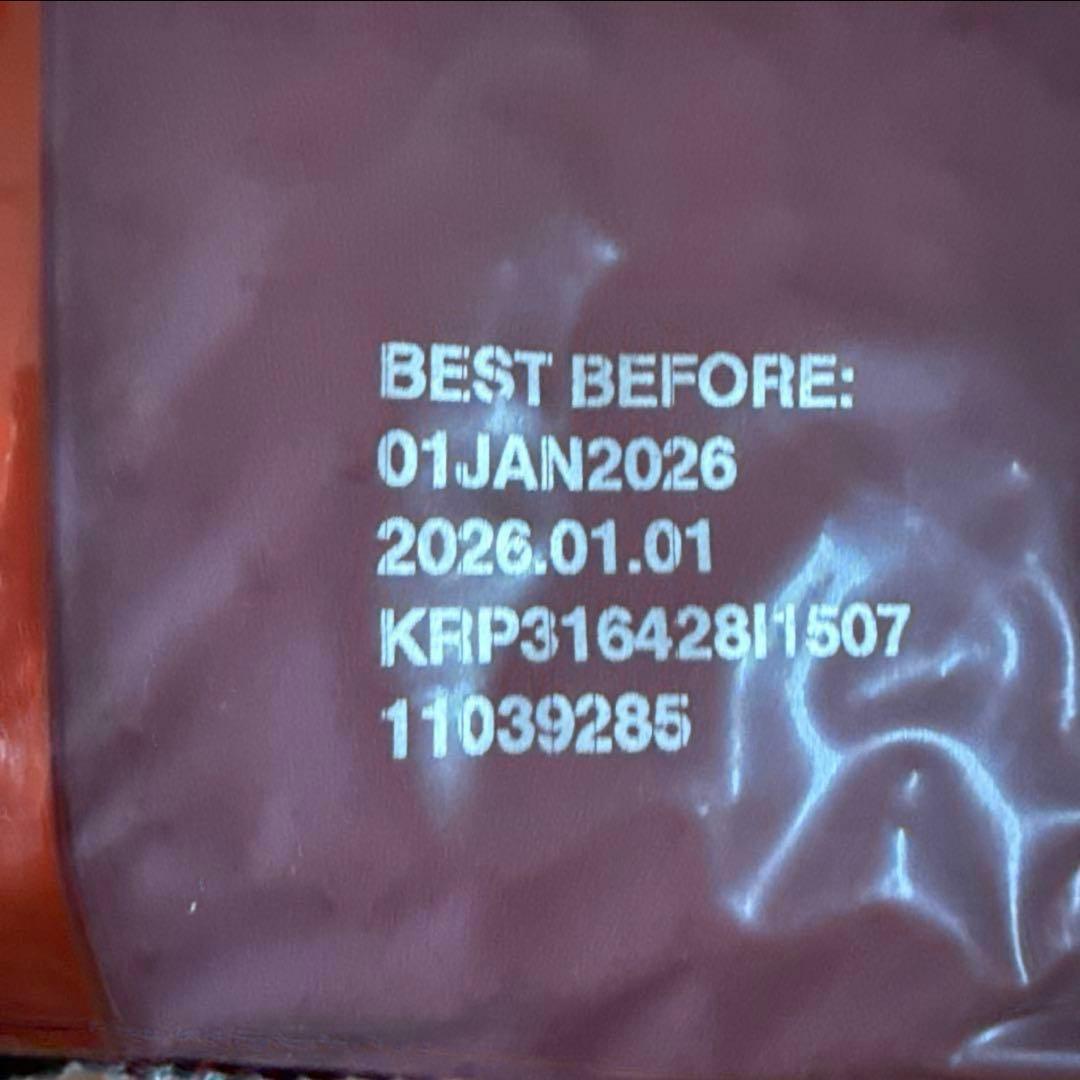 BEST BEFORE:
01JAN2026
2026.01.01
KRP316428I1507
11039285